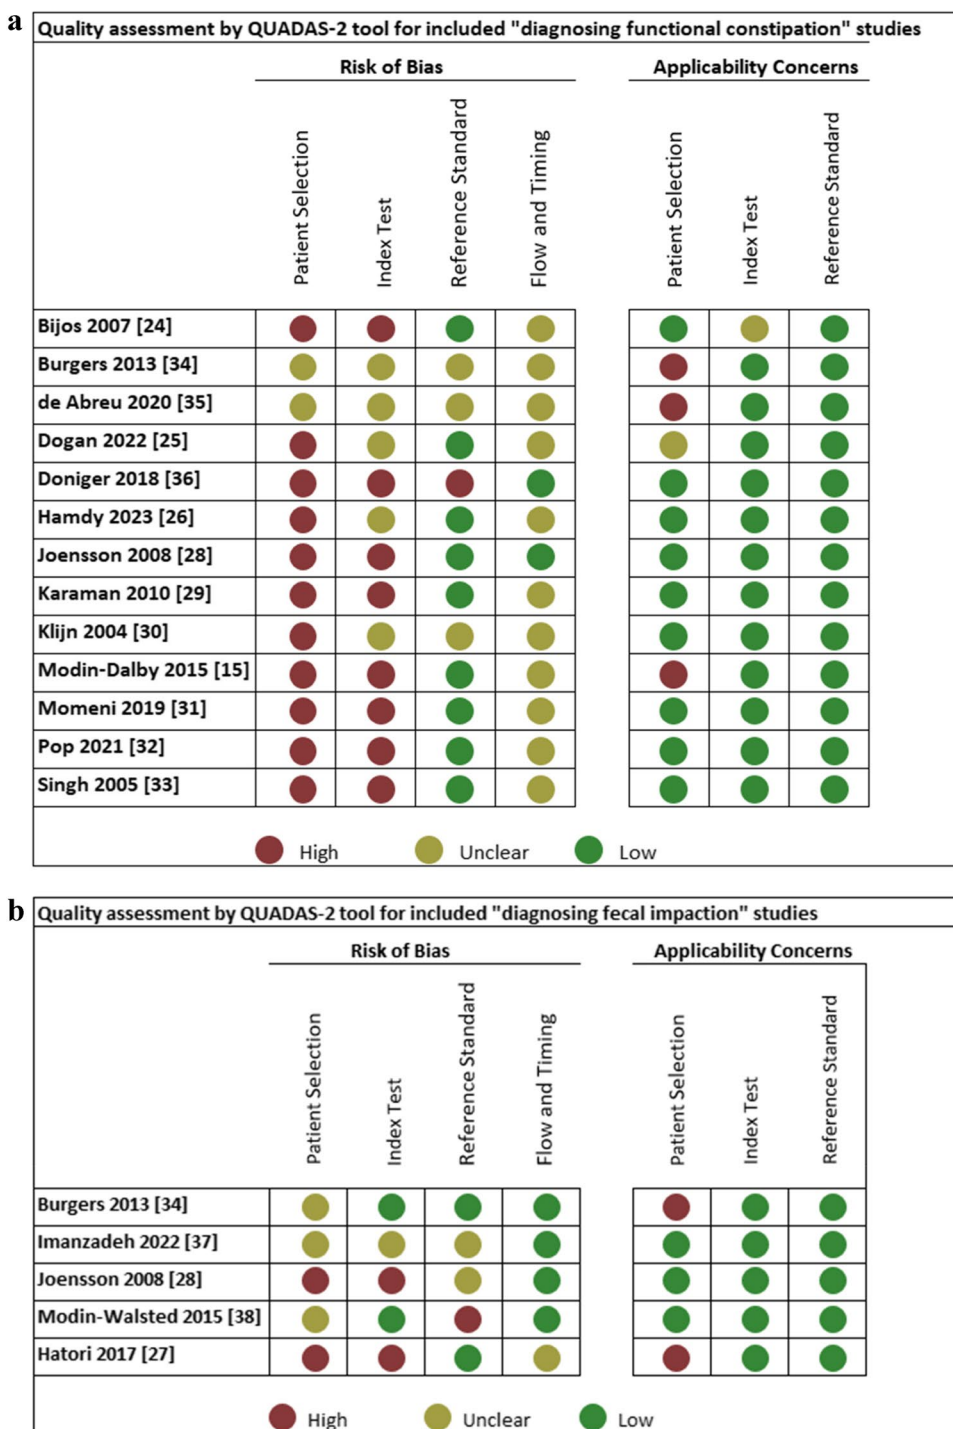 a
Quality assessment by QUADAS-2 tool for included "diagnosing functional constipation" studies
Risk of Bias
Applicability Concerns
Patient Selection
Index Test
Reference Standard
Flow and Timing
Patient Selection
Index Test
Reference Standard
Bijos 2007 [24]
Burgers 2013 [34]
de Abreu 2020 [35]
Dogan 2022 [25]
Doniger 2018 [36]
Hamdy 2023 [26]
Joensson 2008 [28]
Karaman 2010 [29]
Klijn 2004 [30]
Modin-Dalby 2015 [15]
Momeni 2019 [31]
Pop 2021 [32]
Singh 2005 [33]
High Unclear Low
b
Quality assessment by QUADAS-2 tool for included "diagnosing fecal impaction" studies
Risk of Bias
Applicability Concerns
Patient Selection
Index Test
Reference Standard
Flow and Timing
Patient Selection
Index Test
Reference Standard
Burgers 2013 [34]
Imanzadeh 2022 [37]
Joensson 2008 [28]
Modin-Walsted 2015 [38]
Hatori 2017 [27]
High Unclear Low